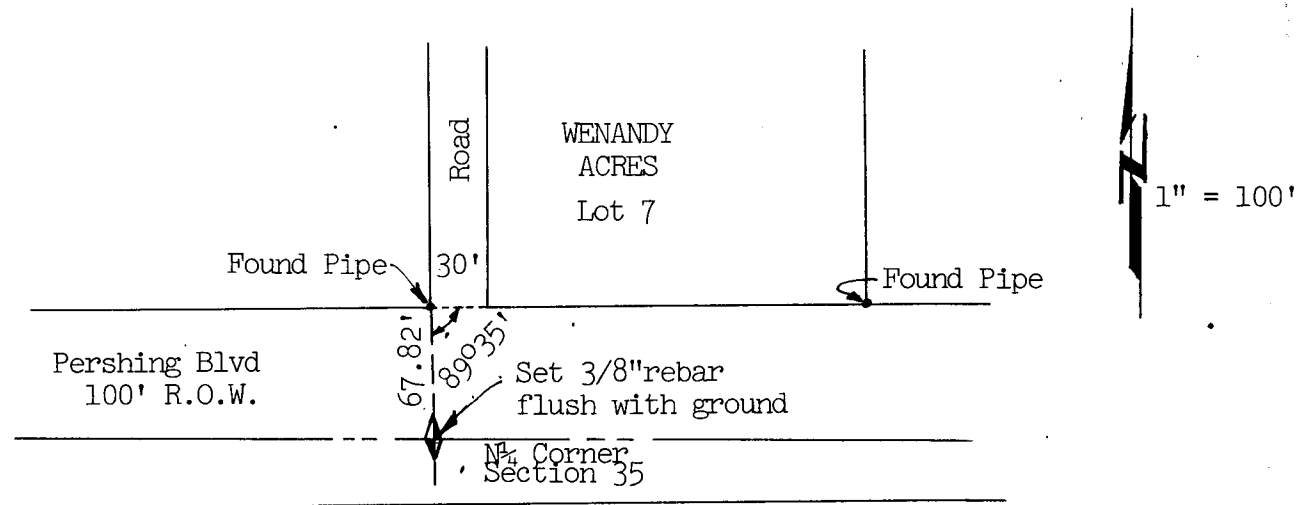 WENANDY
ACRES
Lot 7
Road
N
1" = 100'
Found Pipe
30'
Found Pipe
67.82'
89°35'
Pershing Blvd
100' R.O.W.
Set 3/8"rebar
flush with ground
N¼ Corner
Section 35